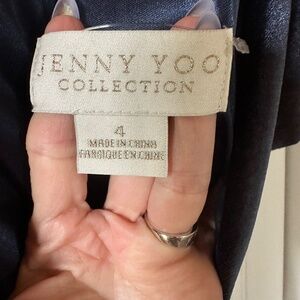 JENNY YOO
COLLECTION
4
MADE IN CHINA
FABRIQUE EN CHINE